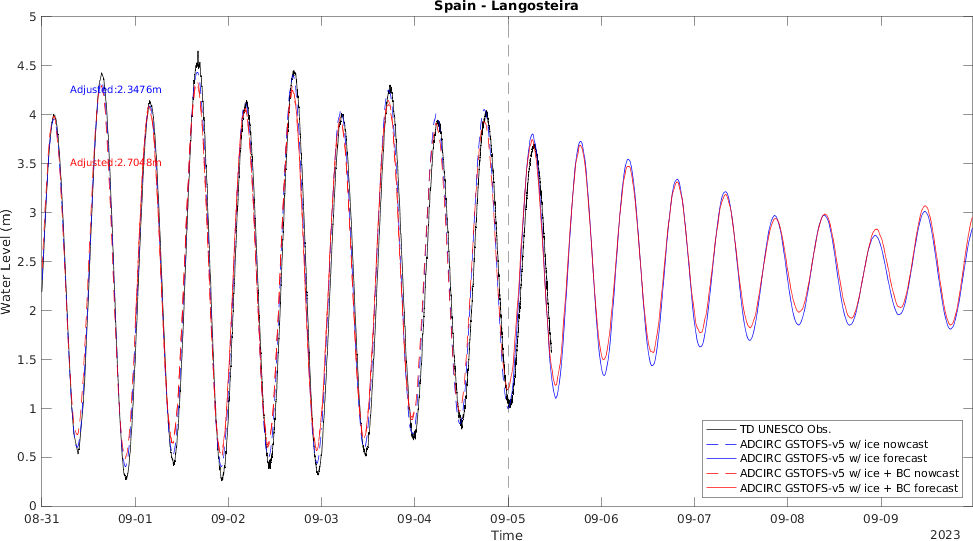 Spain - Langosteira
5
4.5
4
3.5
3
2.5
2
1.5
1
0.5
0
Water Level (m)
Adjusted:2.3476m
Adjusted:2.7048m
TD UNESCO Obs.
ADCIRC GSTOFS-v5 w/ ice nowcast
ADCIRC GSTOFS-v5 w/ ice forecast
ADCIRC GSTOFS-v5 w/ ice + BC nowcast
ADCIRC GSTOFS-v5 w/ ice + BC forecast
08-31 09-01 09-02 09-03 09-04 09-05 09-06 09-07 09-08 09-09
Time
2023